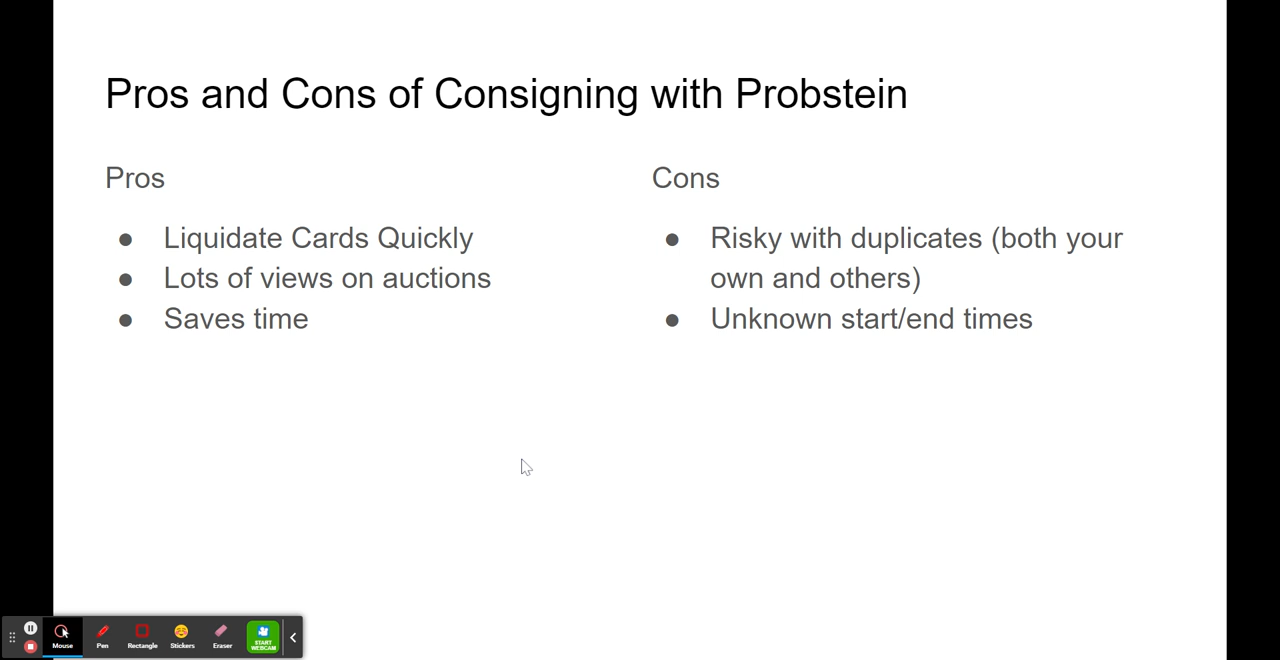 Pros and Cons of Consigning with Probstein
Pros
● Liquidate Cards Quickly
● Lots of views on auctions
● Saves time
Cons
● Risky with duplicates (both your
own and others)
● Unknown start/end times
Mouse
Pen
Rectangle
Stickers
Eraser
START
WEBCAM